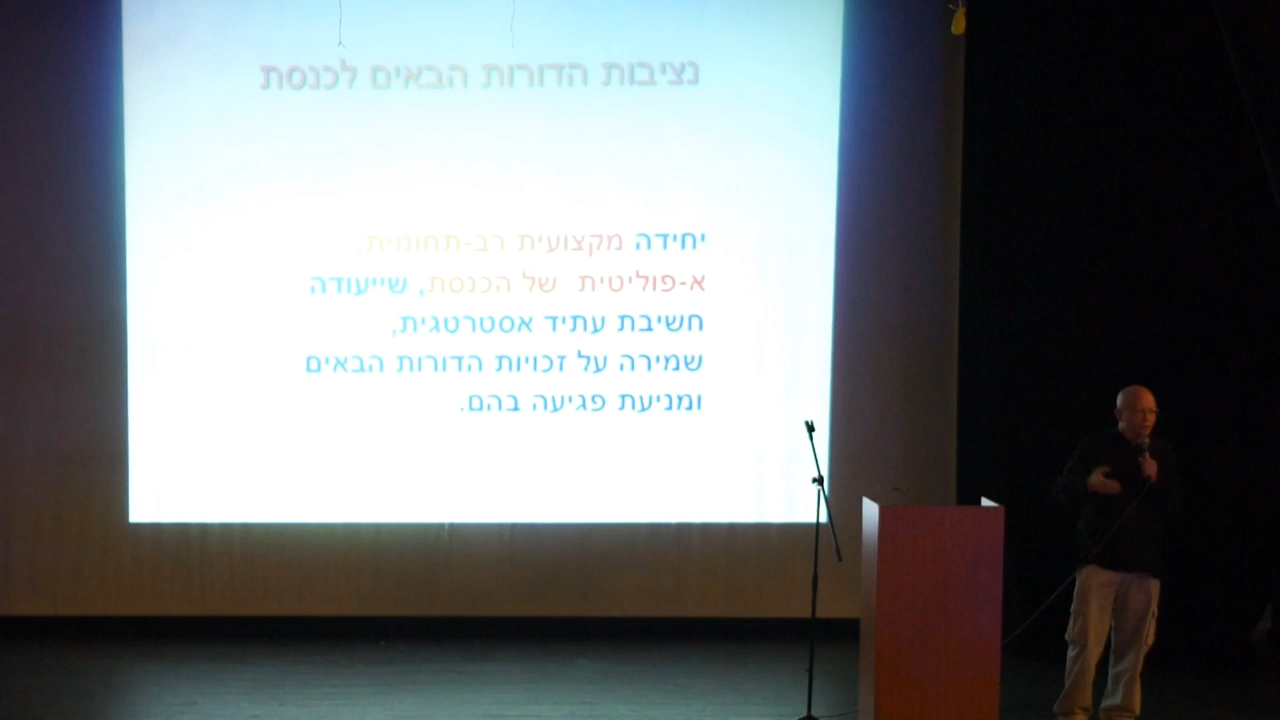 נציבות הדורות הבאים לכנסת
יחידה מקצועית רב-תחומית,
א-פוליטית של הכנסת, שייעודה
חשיבת עתיד אסטרטגית,
שמירה על זכויות הדורות הבאים
ומניעת פגיעה בהם.